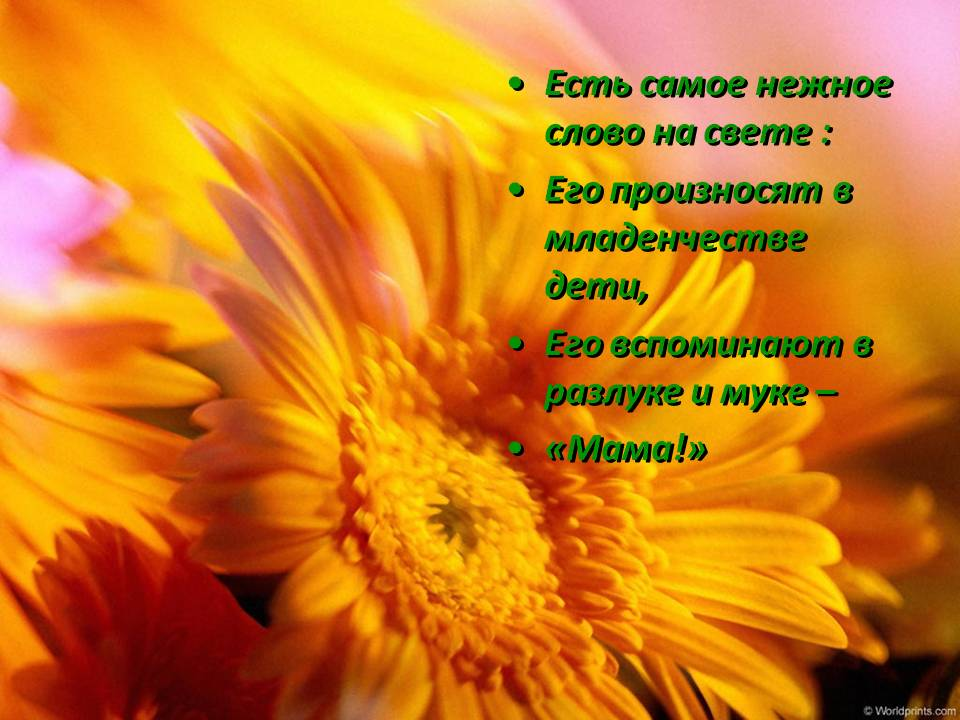 • Есть самое нежное
слово на свете :
• Его произносят в
младенчестве
дети,
• Его вспоминают в
разлуке и муке –
• «Мама!»
© Worldprints.com